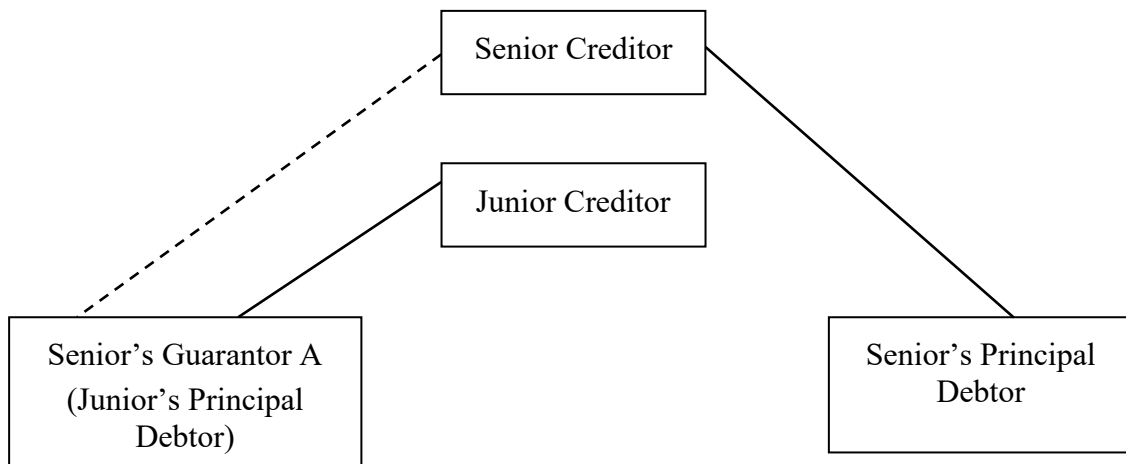 Senior Creditor
Junior Creditor
Senior’s Guarantor A
(Junior’s Principal
Debtor)
Senior’s Principal
Debtor